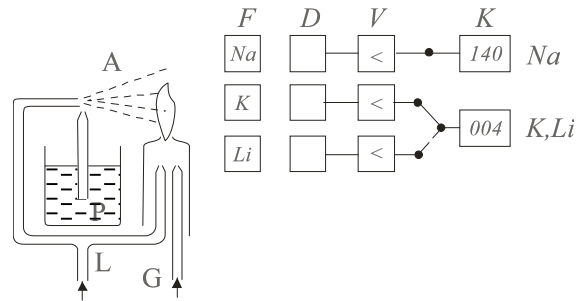 F D V K
A
Na < 140 Na
K < 004 K,Li
Li <
P
L
G